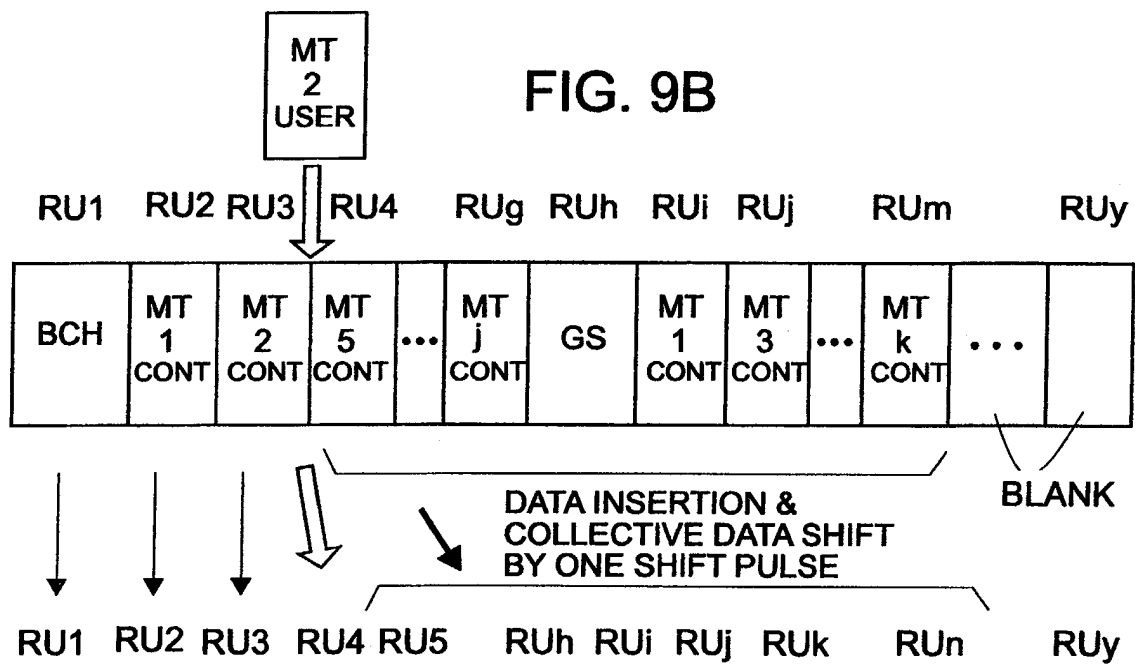 MT
2
USER
FIG. 9B
RU1 RU2 RU3 RU4 RUg RUh RUi RUj RUm RUy
BCH
MT
1
CONT
MT
2
CONT
MT
5
CONT
•••
MT
j
CONT
GS
MT
1
CONT
MT
3
CONT
•••
MT
k
CONT
• • •
BLANK
DATA INSERTION &
COLLECTIVE DATA SHIFT
BY ONE SHIFT PULSE
RU1 RU2 RU3 RU4 RU5 RUh RUi RUj RUk RUn RUy